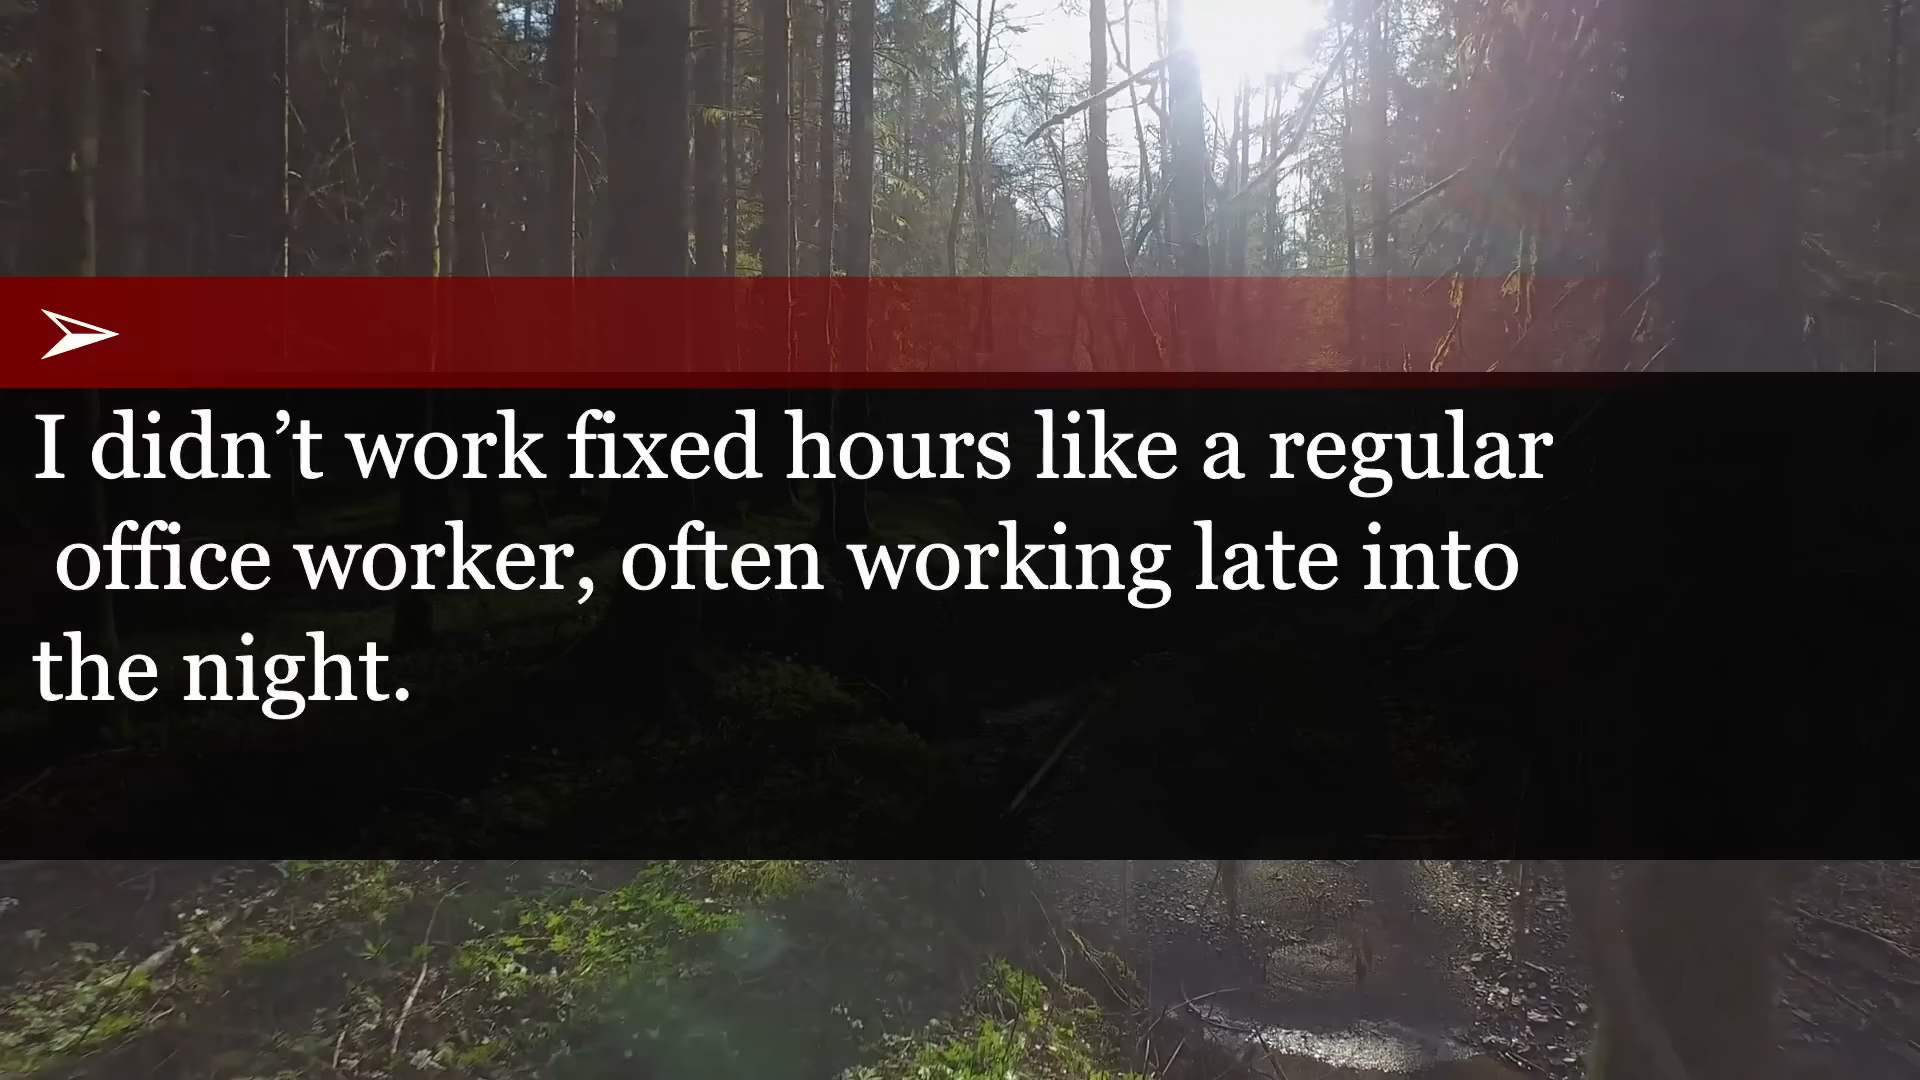 I didn’t work fixed hours like a regular
office worker, often working late into
the night.